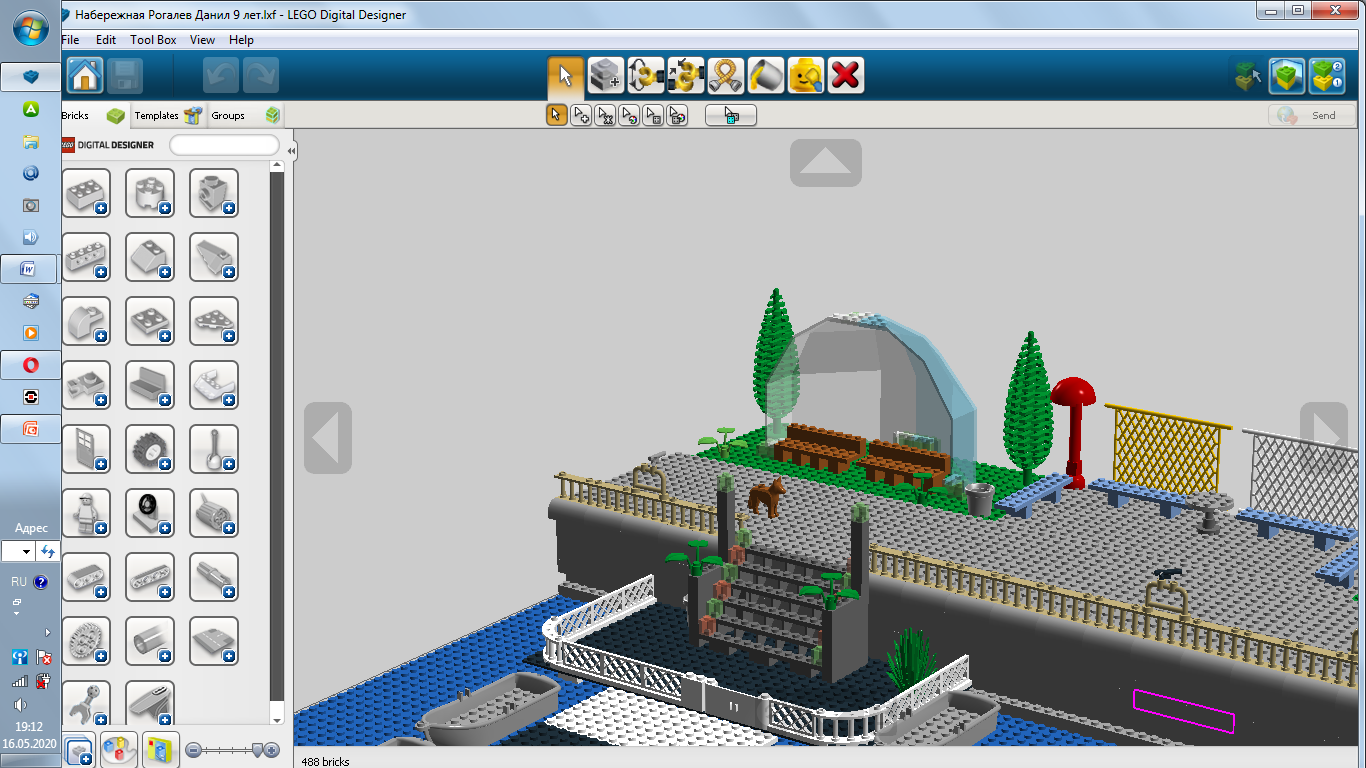 Набережная Рогалев Данил 9 лет.lxf - LEGO Digital Designer
File Edit Tool Box View Help
Bricks Templates Groups
Send
LEGO DIGITAL DESIGNER
Адрес
RU
19:12
16.05.2020
488 bricks